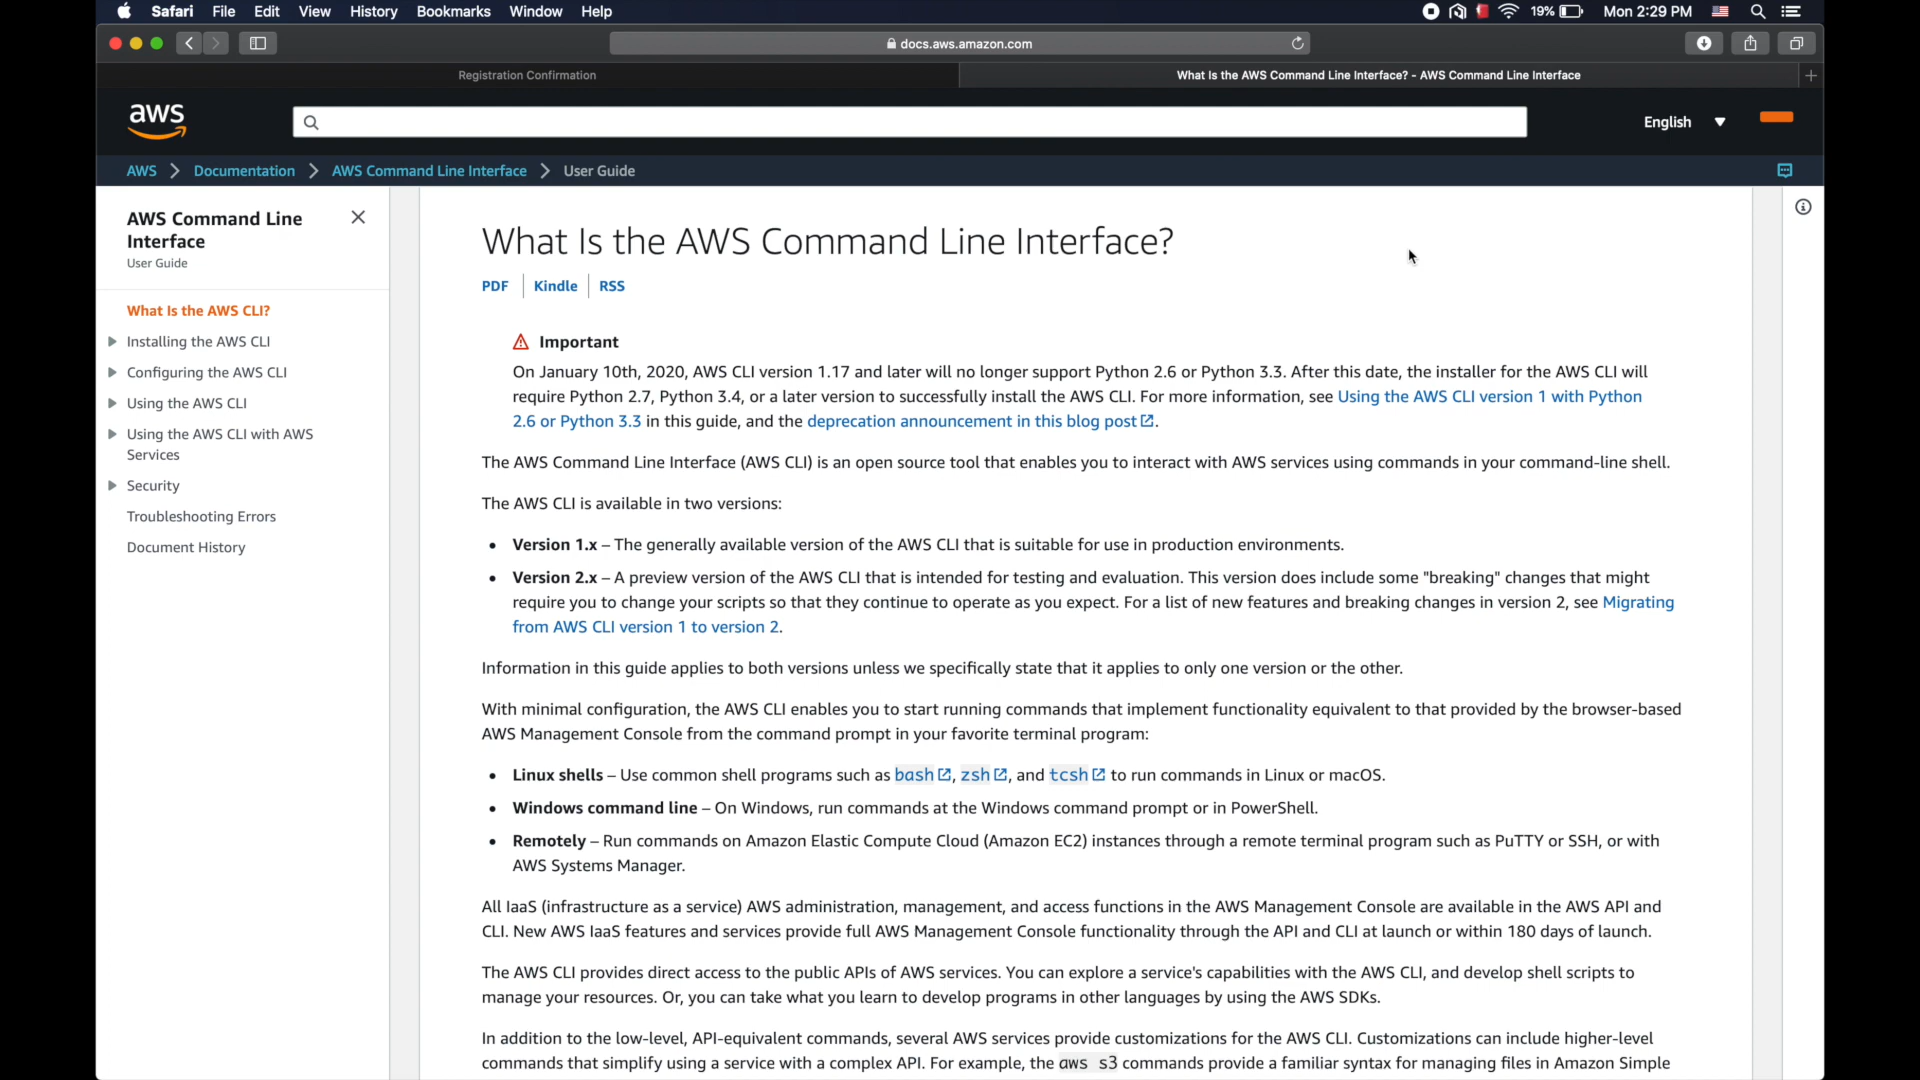 Safari File Edit View History Bookmarks Window Help 19% Mon 2:29 PM
docs.aws.amazon.com
Registration Confirmation What Is the AWS Command Line Interface? - AWS Command Line Interface
aws English
AWS Documentation AWS Command Line Interface User Guide
AWS Command Line
Interface
User Guide
What Is the AWS CLI?
Installing the AWS CLI
Configuring the AWS CLI
Using the AWS CLI
Using the AWS CLI with AWS
Services
Security
Troubleshooting Errors
Document History
What Is the AWS Command Line Interface?
PDF Kindle RSS
Important
On January 10th, 2020, AWS CLI version 1.17 and later will no longer support Python 2.6 or Python 3.3. After this date, the installer for the AWS CLI will
require Python 2.7, Python 3.4, or a later version to successfully install the AWS CLI. For more information, see Using the AWS CLI version 1 with Python
2.6 or Python 3.3 in this guide, and the deprecation announcement in this blog post.
The AWS Command Line Interface (AWS CLI) is an open source tool that enables you to interact with AWS services using commands in your command-line shell.
The AWS CLI is available in two versions:
• Version 1.x – The generally available version of the AWS CLI that is suitable for use in production environments.
• Version 2.x – A preview version of the AWS CLI that is intended for testing and evaluation. This version does include some "breaking" changes that might
require you to change your scripts so that they continue to operate as you expect. For a list of new features and breaking changes in version 2, see Migrating
from AWS CLI version 1 to version 2.
Information in this guide applies to both versions unless we specifically state that it applies to only one version or the other.
With minimal configuration, the AWS CLI enables you to start running commands that implement functionality equivalent to that provided by the browser-based
AWS Management Console from the command prompt in your favorite terminal program:
• Linux shells – Use common shell programs such as bash, zsh, and tcsh to run commands in Linux or macOS.
• Windows command line – On Windows, run commands at the Windows command prompt or in PowerShell.
• Remotely – Run commands on Amazon Elastic Compute Cloud (Amazon EC2) instances through a remote terminal program such as PuTTY or SSH, or with
AWS Systems Manager.
All IaaS (infrastructure as a service) AWS administration, management, and access functions in the AWS Management Console are available in the AWS API and
CLI. New AWS IaaS features and services provide full AWS Management Console functionality through the API and CLI at launch or within 180 days of launch.
The AWS CLI provides direct access to the public APIs of AWS services. You can explore a service's capabilities with the AWS CLI, and develop shell scripts to
manage your resources. Or, you can take what you learn to develop programs in other languages by using the AWS SDKs.
In addition to the low-level, API-equivalent commands, several AWS services provide customizations for the AWS CLI. Customizations can include higher-level
commands that simplify using a service with a complex API. For example, the aws s3 commands provide a familiar syntax for managing files in Amazon Simple